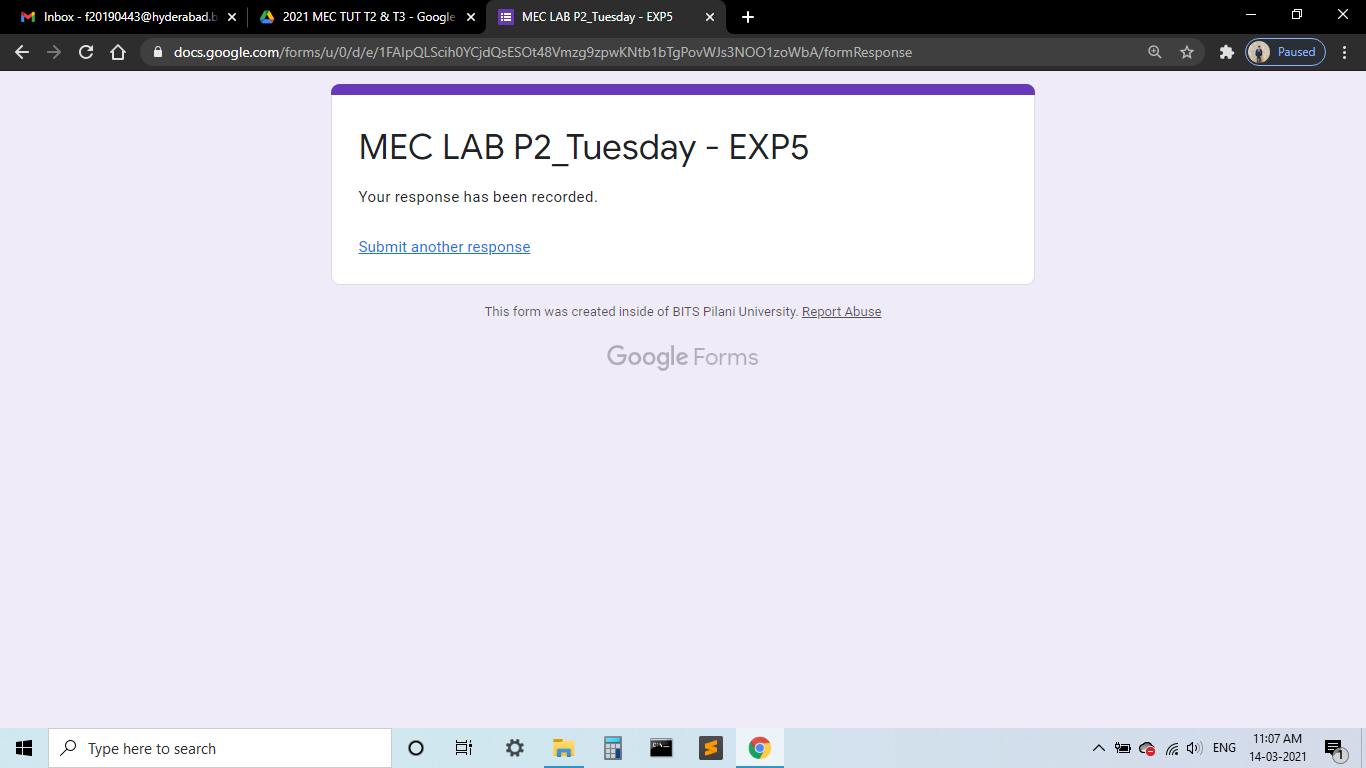 Inbox - f20190443@hyderabad.b
2021 MEC TUT T2 & T3 - Google
MEC LAB P2_Tuesday - EXP5
docs.google.com/forms/u/0/d/e/1FAIpQLScih0YCjdQsESOt48Vmzg9zpwKNtb1bTgPovWJs3NOO1zoWbA/formResponse
Paused
MEC LAB P2_Tuesday - EXP5
Your response has been recorded.
Submit another response
This form was created inside of BITS Pilani University. Report Abuse
Google Forms
Type here to search
ENG
11:07 AM
14-03-2021
1